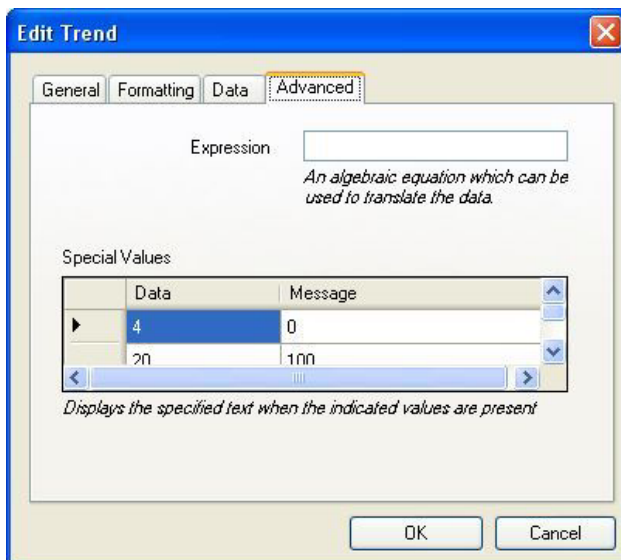 Edit Trend
General Formatting Data Advanced
Expression
An algebraic equation which can be
used to translate the data.
Special Values
Data Message
4 0
20 100
Displays the specified text when the indicated values are present
OK Cancel